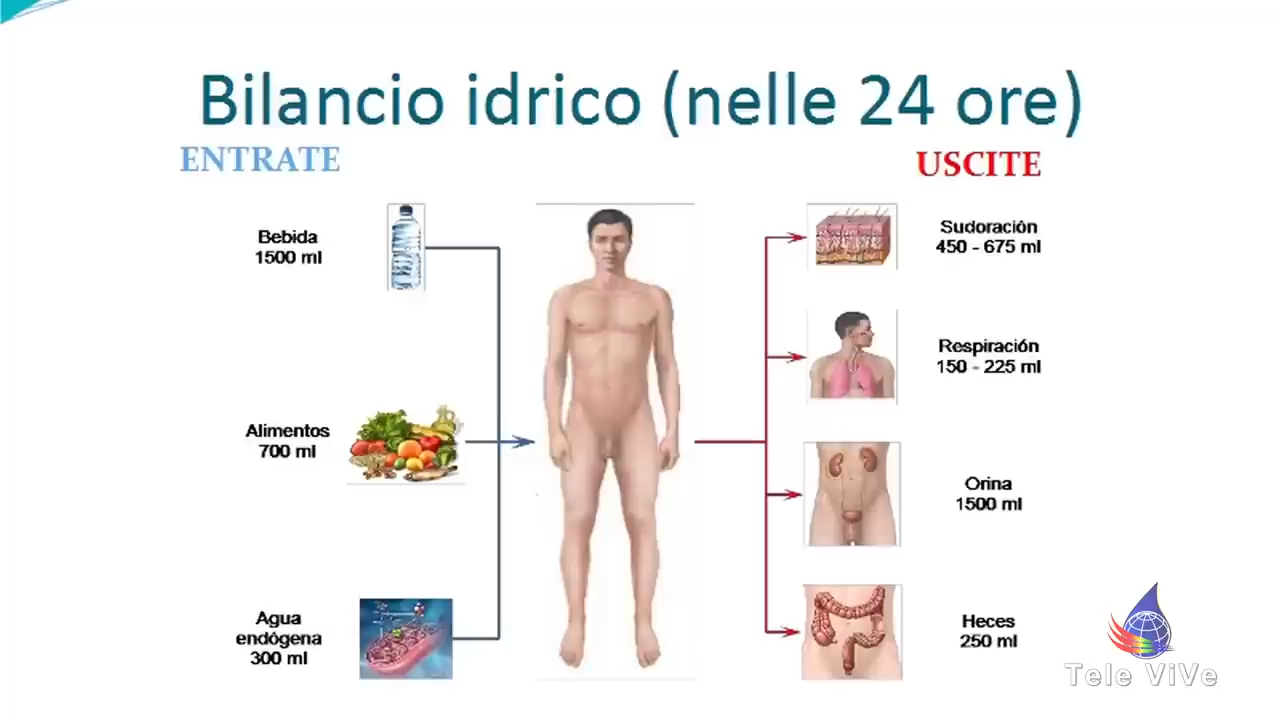 Bilancio idrico (nelle 24 ore)
ENTRATE
USCITE
Bebida
1500 ml
Alimentos
700 ml
Agua
endógena
300 ml
Sudoración
450 - 675 ml
Respiración
150 - 225 ml
Orina
1500 ml
Heces
250 ml
Tele ViVe